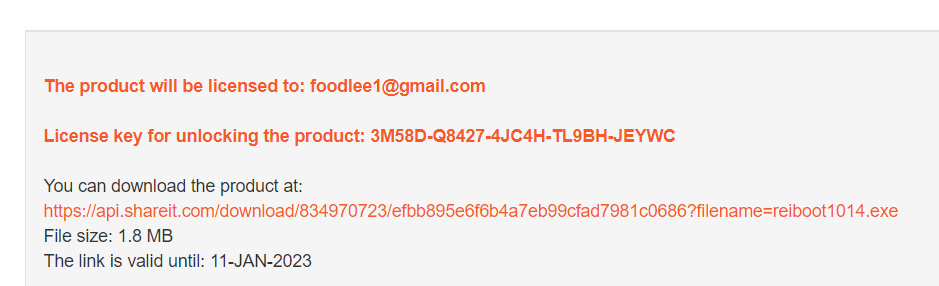 The product will be licensed to: foodlee1@gmail.com
License key for unlocking the product: 3M58D-Q8427-4JC4H-TL9BH-JEYWC
You can download the product at:
https://api.shareit.com/download/834970723/efbb895e6f6b4a7eb99cfad7981c0686?filename=reiboot1014.exe
File size: 1.8 MB
The link is valid until: 11-JAN-2023